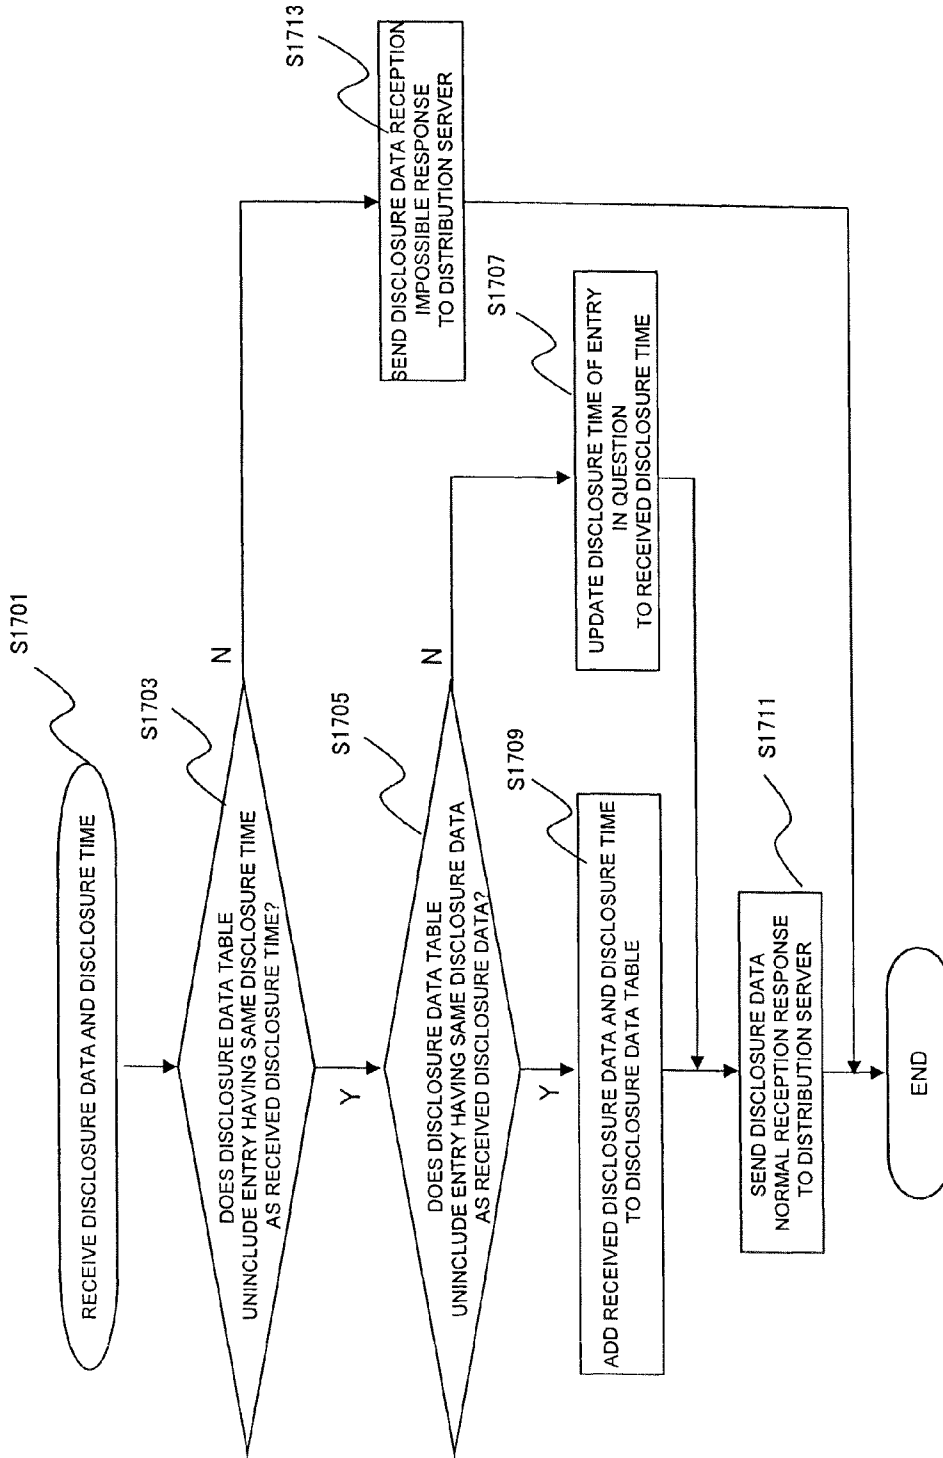 S1701
RECEIVE DISCLOSURE DATA AND DISCLOSURE TIME
S1703
DOES DISCLOSURE DATA TABLE
UNINCLUDE ENTRY HAVING SAME DISCLOSURE TIME
AS RECEIVED DISCLOSURE TIME?
N
Y
S1713
SEND DISCLOSURE DATA RECEPTION
IMPOSSIBLE RESPONSE
TO DISTRIBUTION SERVER
S1705
DOES DISCLOSURE DATA TABLE
UNINCLUDE ENTRY HAVING SAME DISCLOSURE DATA
AS RECEIVED DISCLOSURE DATA?
N
Y
S1707
UPDATE DISCLOSURE TIME OF ENTRY
IN QUESTION
TO RECEIVED DISCLOSURE TIME
S1709
ADD RECEIVED DISCLOSURE DATA AND DISCLOSURE TIME
TO DISCLOSURE DATA TABLE
S1711
SEND DISCLOSURE DATA
NORMAL RECEPTION RESPONSE
TO DISTRIBUTION SERVER
END